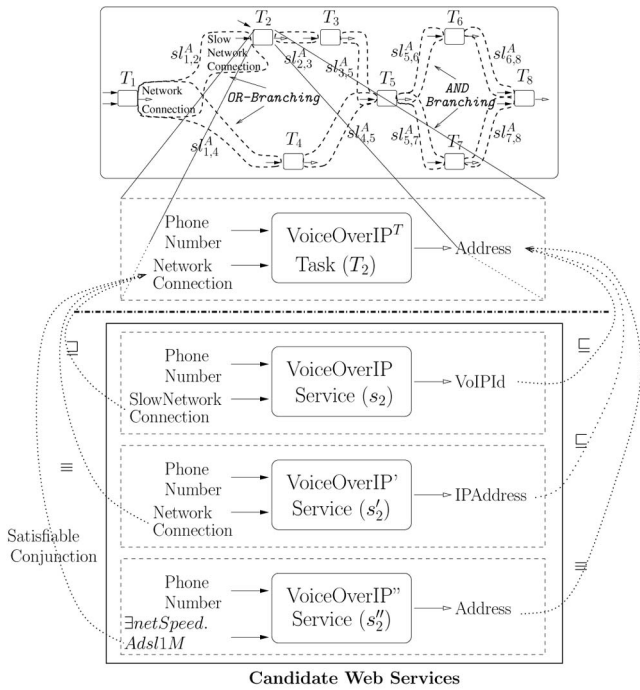 T₂ T₃ T₆
Slow
Network
Connection
sl^A_{1,2} sl^A_{2,3} sl^A_{3,5} sl^A_{5,6} sl^A_{6,8}
T₁ T₅ T₈
Network
Connection
OR-Branching
AND
Branching
sl^A_{1,4} T₄ sl^A_{4,5} sl^A_{5,7} T₇ sl^A_{7,8}
Phone
Number
Network
Connection
VoiceOverIP^T
Task (T₂)
Address
⊑
⊑
Phone
Number
SlowNetwork
Connection
VoiceOverIP
Service (s₂)
VoIPId
≡
⊑
Phone
Number
Network
Connection
VoiceOverIP'
Service (s′₂)
IPAddress
Satisfiable
Conjunction
≡
Phone
Number
∃netSpeed.
Adsl1M
VoiceOverIP"
Service (s″₂)
Address
Candidate Web Services